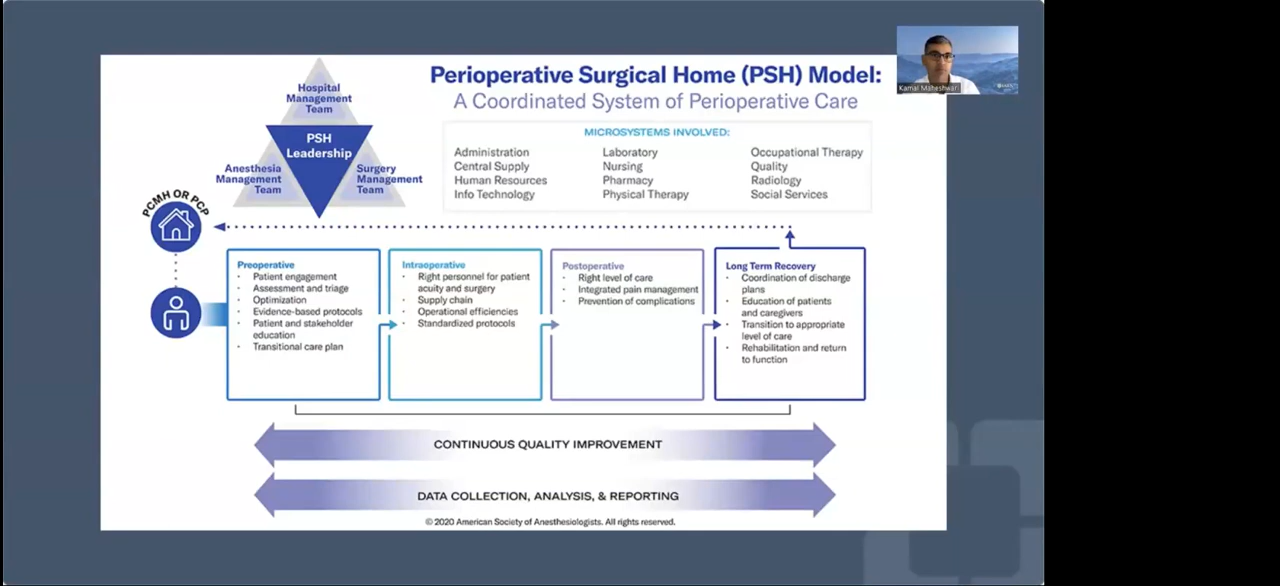 Perioperative Surgical Home (PSH) Model:
A Coordinated System of Perioperative Care
Kamal Maheshwari
Hospital
Management
Team
PSH
Leadership
Anesthesia
Management
Team
Surgery
Management
Team
MICROSYSTEMS INVOLVED:
Administration
Central Supply
Human Resources
Info Technology
Laboratory
Nursing
Pharmacy
Physical Therapy
Occupational Therapy
Quality
Radiology
Social Services
PCMH OR PCP
Preoperative
• Patient engagement
• Assessment and triage
• Optimization
• Evidence-based protocols
• Patient and stakeholder
education
• Transitional care plan
Intraoperative
• Right personnel for patient
acuity and surgery
• Supply chain
• Operational efficiencies
• Standardized protocols
Postoperative
• Right level of care
• Integrated pain management
• Prevention of complications
Long Term Recovery
• Coordination of discharge
plans
• Education of patients
and caregivers
• Transition to appropriate
level of care
• Rehabilitation and return
to function
CONTINUOUS QUALITY IMPROVEMENT
DATA COLLECTION, ANALYSIS, & REPORTING
© 2020 American Society of Anesthesiologists. All rights reserved.